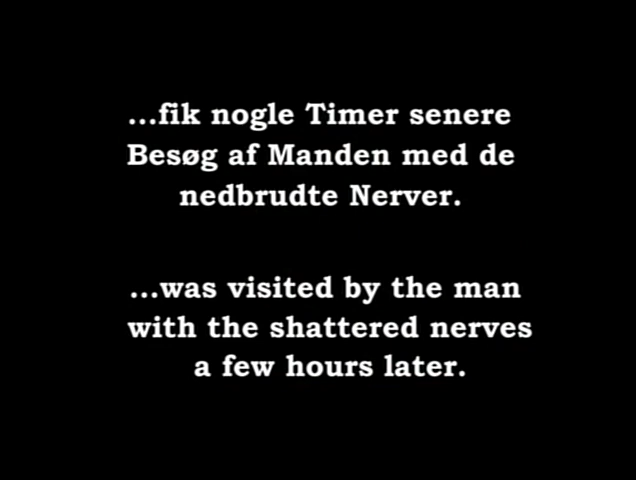 ...fik nogle Timer senere
Besøg af Manden med de
nedbrudte Nerver.
...was visited by the man
with the shattered nerves
a few hours later.